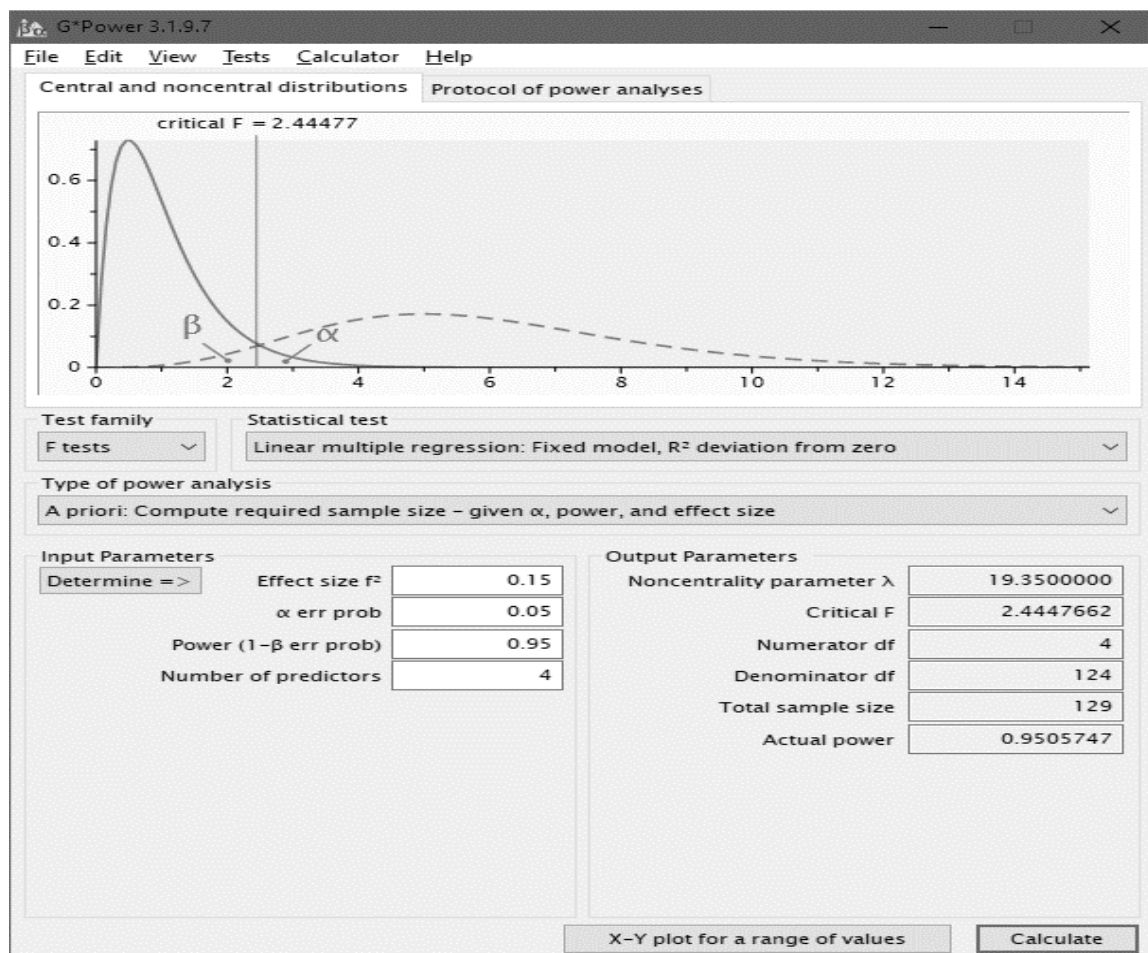 G*Power 3.1.9.7
File Edit View Tests Calculator Help
Central and noncentral distributions Protocol of power analyses
critical F = 2.44477
0.6
0.4
0.2
β α
0
0 2 4 6 8 10 12 14
Test family Statistical test
F tests Linear multiple regression: Fixed model, R² deviation from zero
Type of power analysis
A priori: Compute required sample size – given α, power, and effect size
Input Parameters Output Parameters
Determine => Effect size f² 0.15 Noncentrality parameter λ 19.3500000
α err prob 0.05 Critical F 2.4447662
Power (1-β err prob) 0.95 Numerator df 4
Number of predictors 4 Denominator df 124
Total sample size 129
Actual power 0.9505747
X-Y plot for a range of values Calculate